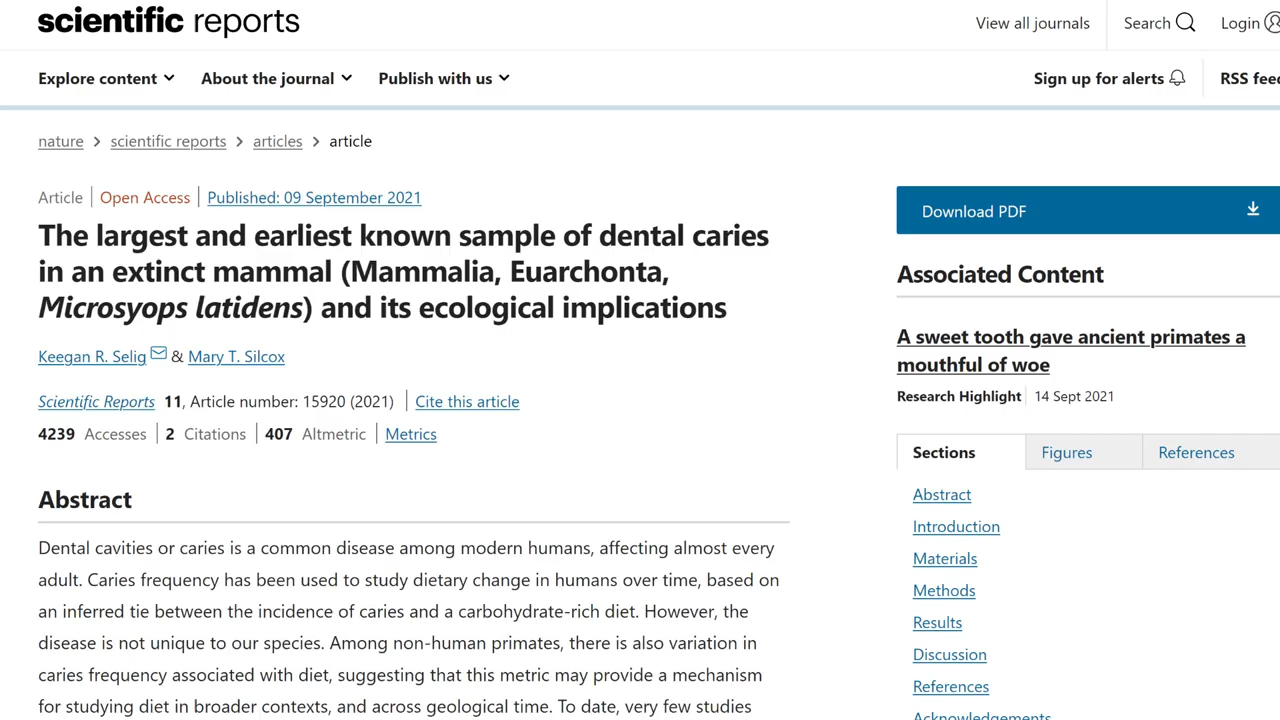 scientific reports
View all journals
Search
Login
Explore content
About the journal
Publish with us
Sign up for alerts
RSS feed
nature > scientific reports > articles > article
Article | Open Access | Published: 09 September 2021
The largest and earliest known sample of dental caries
in an extinct mammal (Mammalia, Euarchonta,
Microsyops latidens) and its ecological implications
Keegan R. Selig & Mary T. Silcox
Scientific Reports 11, Article number: 15920 (2021) | Cite this article
4239 Accesses | 2 Citations | 407 Altmetric | Metrics
Abstract
Dental cavities or caries is a common disease among modern humans, affecting almost every
adult. Caries frequency has been used to study dietary change in humans over time, based on
an inferred tie between the incidence of caries and a carbohydrate-rich diet. However, the
disease is not unique to our species. Among non-human primates, there is also variation in
caries frequency associated with diet, suggesting that this metric may provide a mechanism
for studying diet in broader contexts, and across geological time. To date, very few studies
Download PDF
Associated Content
A sweet tooth gave ancient primates a
mouthful of woe
Research Highlight | 14 Sept 2021
Sections
Figures
References
Abstract
Introduction
Materials
Methods
Results
Discussion
References
Acknowledgements